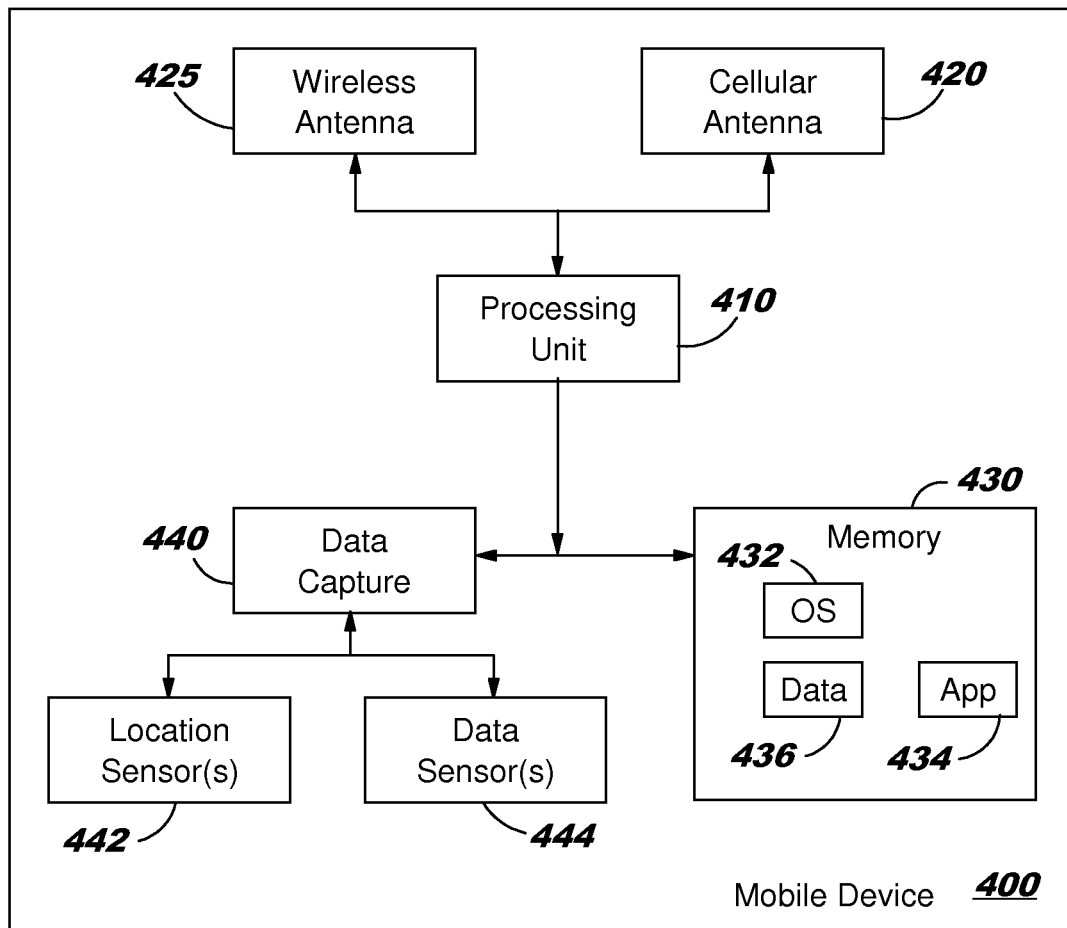 425
Wireless
Antenna
Cellular
Antenna
420
Processing
Unit
410
440
Data
Capture
430
Memory
432
OS
Data
App
436
434
Location
Sensor(s)
Data
Sensor(s)
442
444
Mobile Device 400